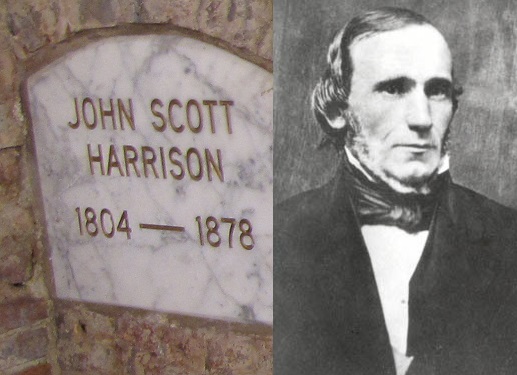 JOHN SCOTT
HARRISON
1804 — 1878